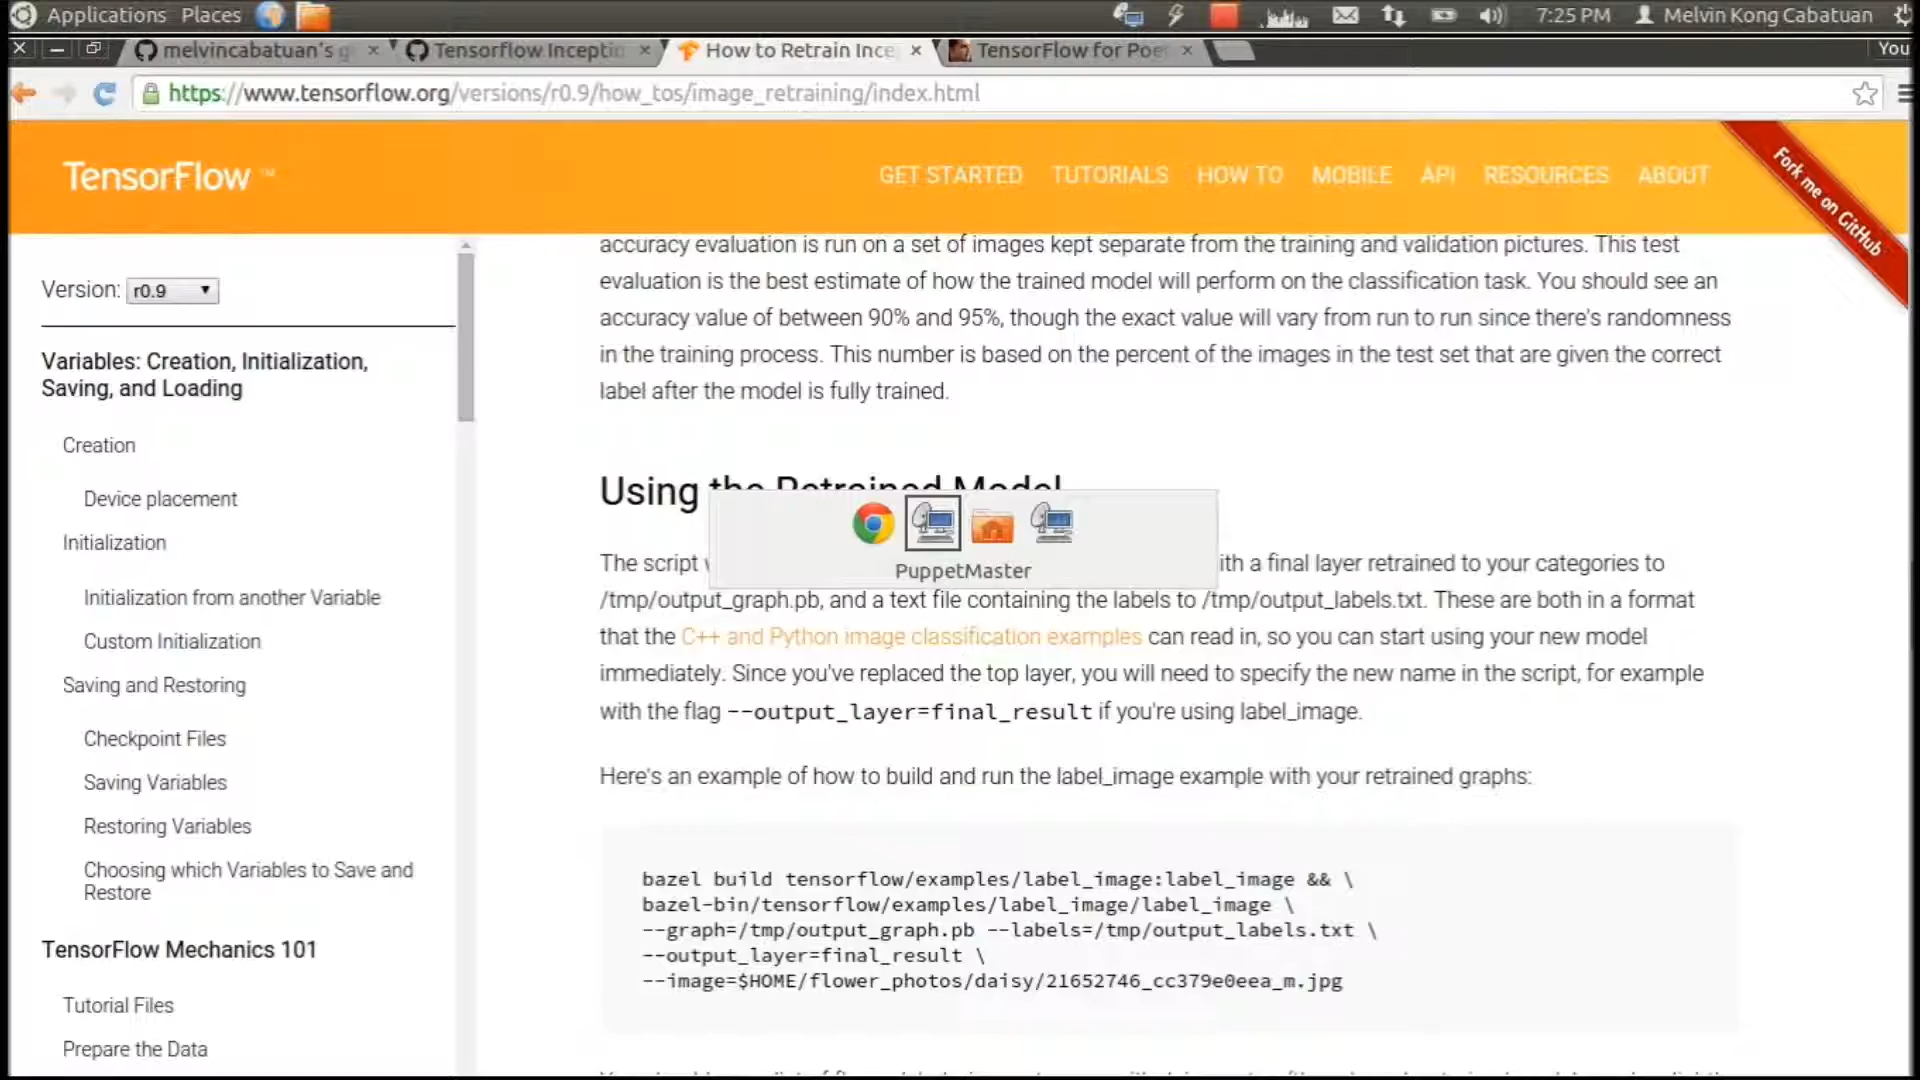 Applications Places
7:25 PM Melvin Kong Cabatuan
melvincabatuan's g
Tensorflow Inceptio
How to Retrain Ince
TensorFlow for Poe
You
https://www.tensorflow.org/versions/r0.9/how_tos/image_retraining/index.html
TensorFlow ™
GET STARTED TUTORIALS HOW TO MOBILE API RESOURCES ABOUT
Fork me on GitHub
Version: r0.9
Variables: Creation, Initialization,
Saving, and Loading
Creation
Device placement
Initialization
Initialization from another Variable
Custom Initialization
Saving and Restoring
Checkpoint Files
Saving Variables
Restoring Variables
Choosing which Variables to Save and
Restore
TensorFlow Mechanics 101
Tutorial Files
Prepare the Data
accuracy evaluation is run on a set of images kept separate from the training and validation pictures. This test
evaluation is the best estimate of how the trained model will perform on the classification task. You should see an
accuracy value of between 90% and 95%, though the exact value will vary from run to run since there's randomness
in the training process. This number is based on the percent of the images in the test set that are given the correct
label after the model is fully trained.
Using the Retrained Model
PuppetMaster
The script with a final layer retrained to your categories to
/tmp/output_graph.pb, and a text file containing the labels to /tmp/output_labels.txt. These are both in a format
that the C++ and Python image classification examples can read in, so you can start using your new model
immediately. Since you've replaced the top layer, you will need to specify the new name in the script, for example
with the flag --output_layer=final_result if you're using label_image.
Here's an example of how to build and run the label_image example with your retrained graphs:
bazel build tensorflow/examples/label_image:label_image && \
bazel-bin/tensorflow/examples/label_image/label_image \
--graph=/tmp/output_graph.pb --labels=/tmp/output_labels.txt \
--output_layer=final_result \
--image=$HOME/flower_photos/daisy/21652746_cc379e0eea_m.jpg